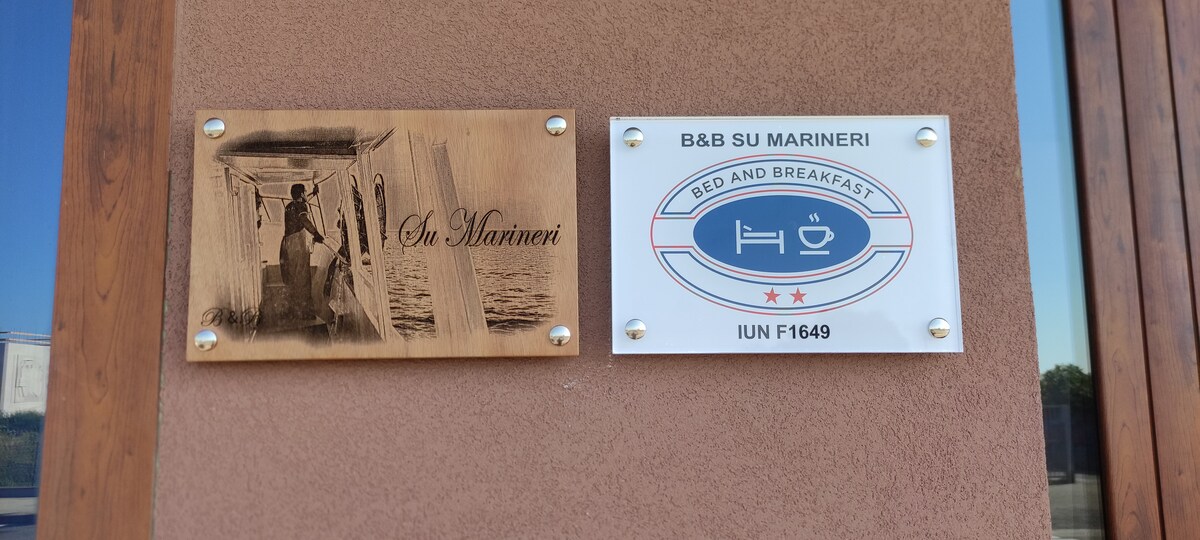 Su Marineri
B&B
B&B SU MARINERI
BED AND BREAKFAST
IUN F1649